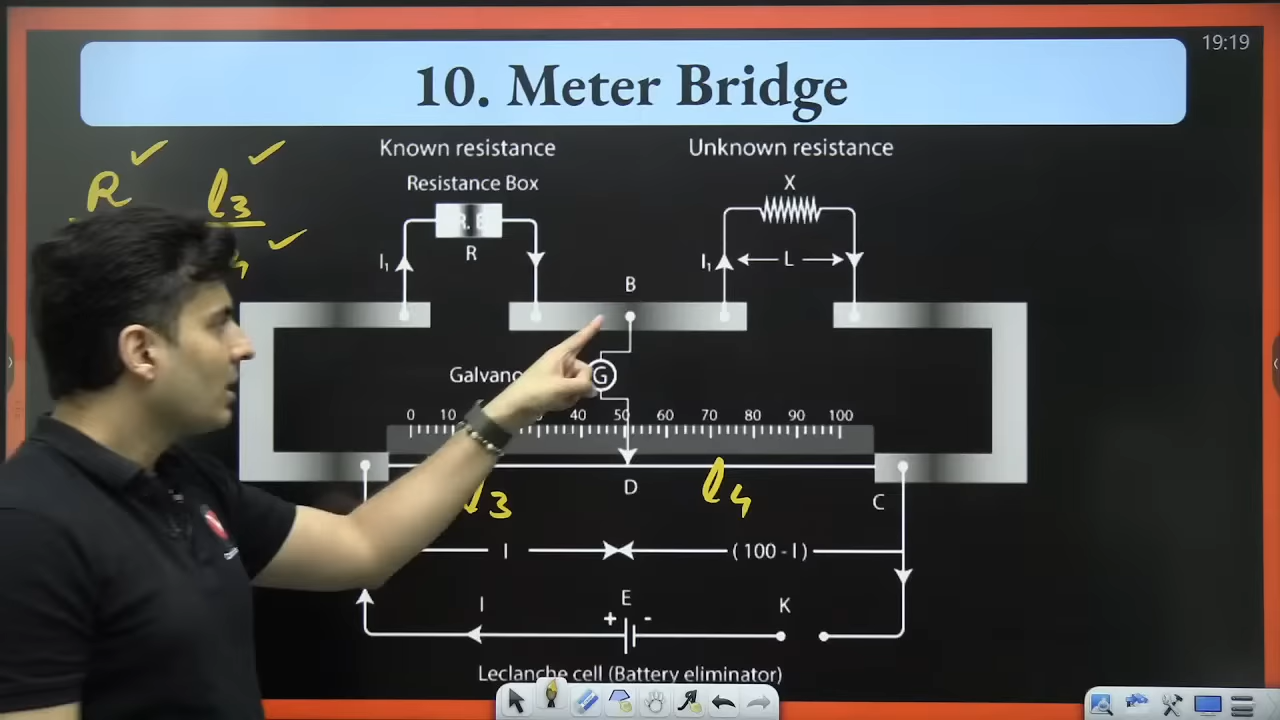 19:19
10. Meter Bridge
Known resistance
Unknown resistance
Resistance Box
X
R
l3
R
I1
I1
L
B
G
0 10 40 50 60 70 80 90 100
l3
D
l4
C
l
(100 - l)
I
E
K
+ -
Leclanche cell (Battery eliminator)